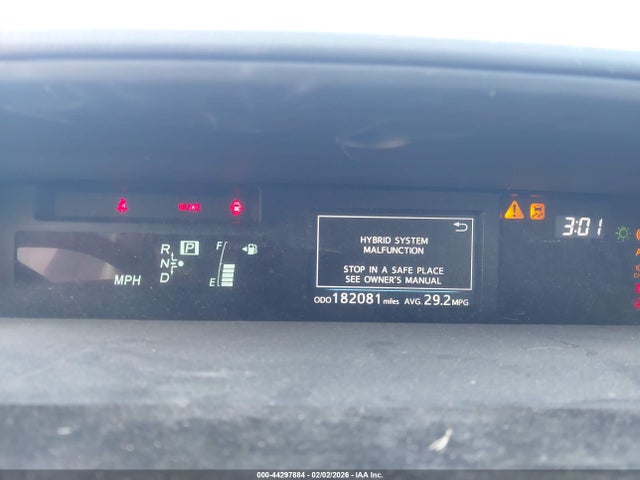 3:01
R
N
D
P
F
E
MPH
HYBRID SYSTEM
MALFUNCTION
STOP IN A SAFE PLACE
SEE OWNER'S MANUAL
ODO 182081 miles AVG. 29.2 MPG
000-44297884 - 02/02/2026 - IAA Inc.